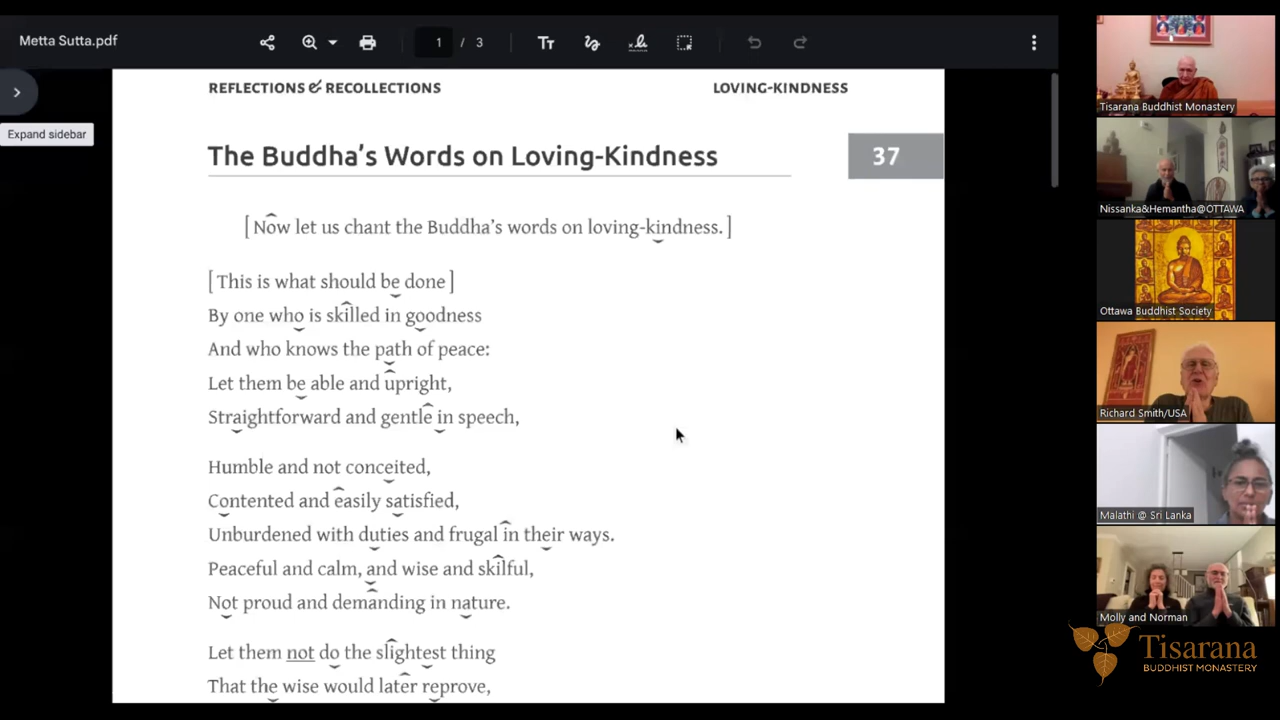 Metta Sutta.pdf
1 / 3
Expand sidebar
REFLECTIONS & RECOLLECTIONS
LOVING-KINDNESS
The Buddha's Words on Loving-Kindness
37
[Now let us chant the Buddha's words on loving-kindness.]
[This is what should be done]
By one who is skilled in goodness
And who knows the path of peace:
Let them be able and upright,
Straightforward and gentle in speech,
Humble and not conceited,
Contented and easily satisfied,
Unburdened with duties and frugal in their ways.
Peaceful and calm, and wise and skilful,
Not proud and demanding in nature.
Let them not do the slightest thing
That the wise would later reprove,
Tisarana Buddhist Monastery
Nissanka&Hemantha@OTTAWA
Ottawa Buddhist Society
Richard Smith/USA
Malathi @ Sri Lanka
Molly and Norman
Tisarana
BUDDHIST MONASTERY